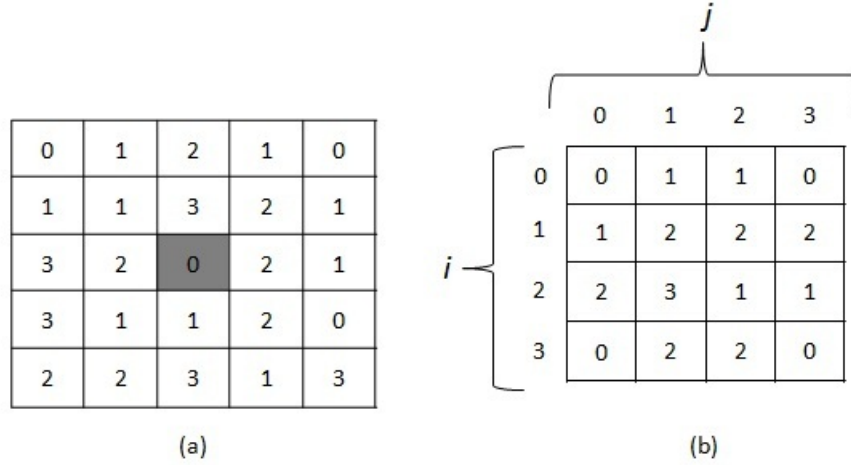 j
0 1 2 3
0 1 2 1 0
1 1 3 2 1
3 2 0 2 1
3 1 1 2 0
2 2 3 1 3
(a)
i
0 0 1 1 0
1 1 2 2 2
2 2 3 1 1
3 0 2 2 0
(b)